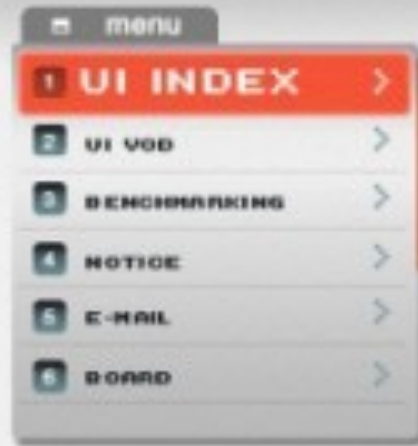 menu
1 UI INDEX
2 UI VOD
3 BENCHMARKING
4 NOTICE
5 E-MAIL
6 BOARD